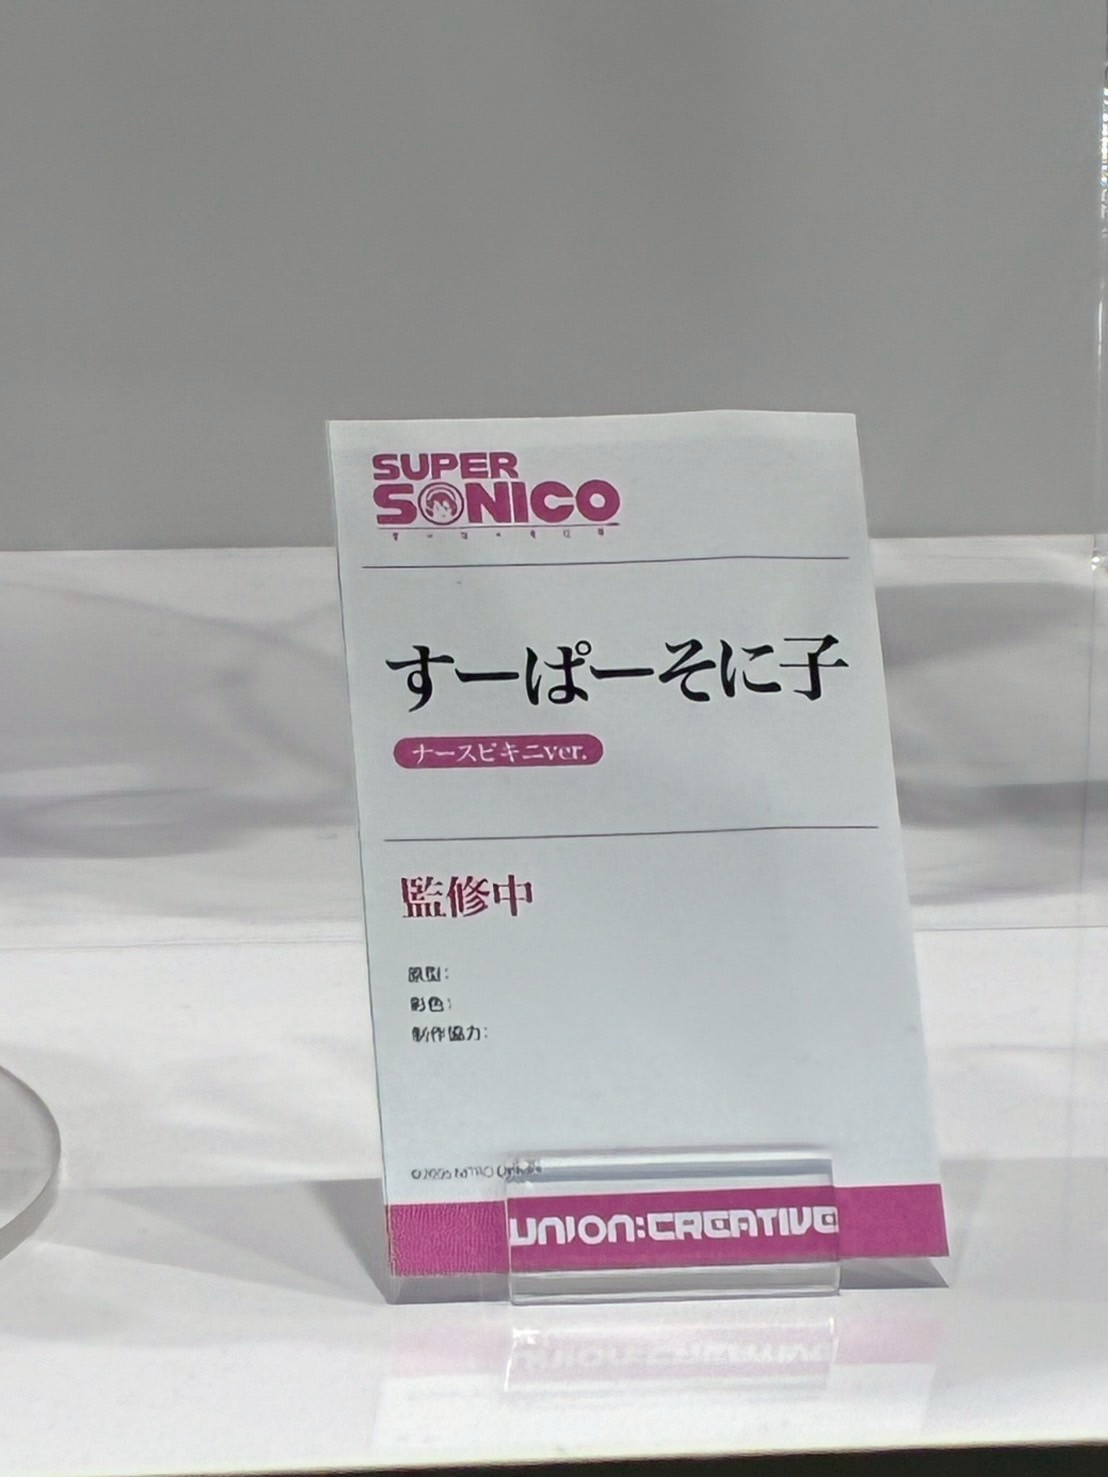 SUPER
SONICO
すーぱーそに子
ナースビキニver.
監修中
原型:
彩色:
制作協力:
UNION:CREATIVE